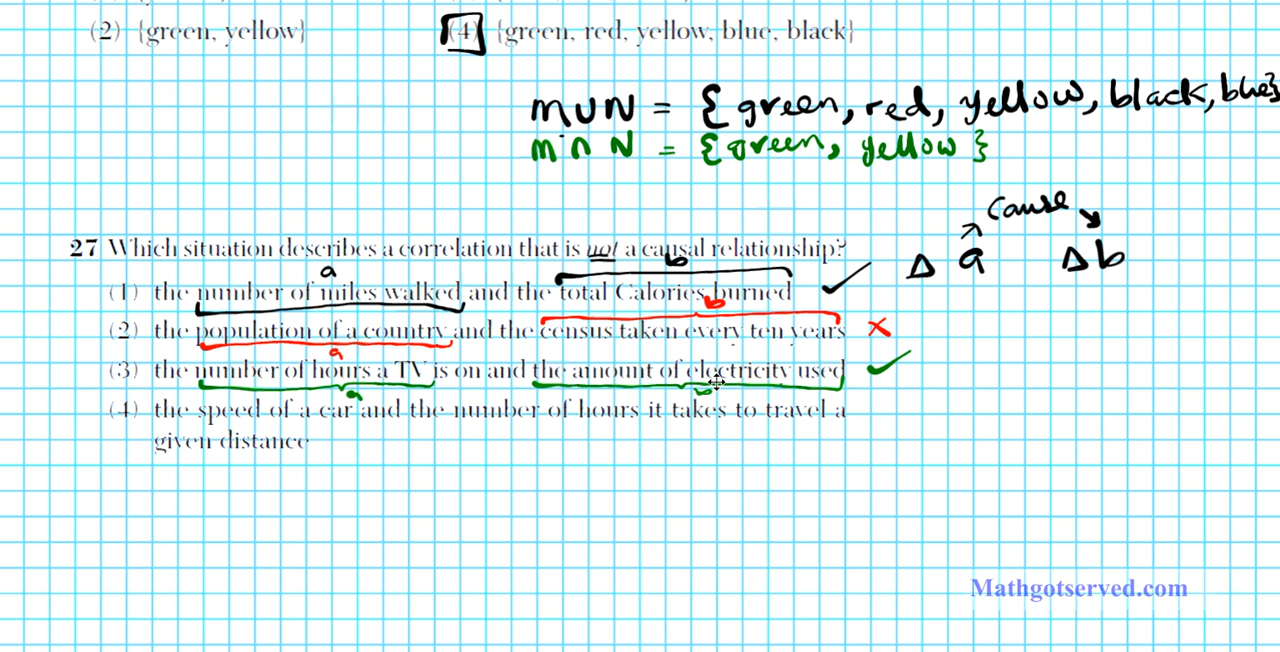 (2) {green, yellow}
(4) {green, red, yellow, blue, black}
M U N = { green, red, yellow, black, blue}
M ∩ N = { green, yellow }
cause
Δ a Δ b
27 Which situation describes a correlation that is not a causal relationship?
a b
(1) the number of miles walked and the total Calories burned ✓
b
(2) the population of a country and the census taken every ten years ×
a
(3) the number of hours a TV is on and the amount of electricity used ✓
a b
(4) the speed of a car and the number of hours it takes to travel a
given distance
Mathgotserved.com